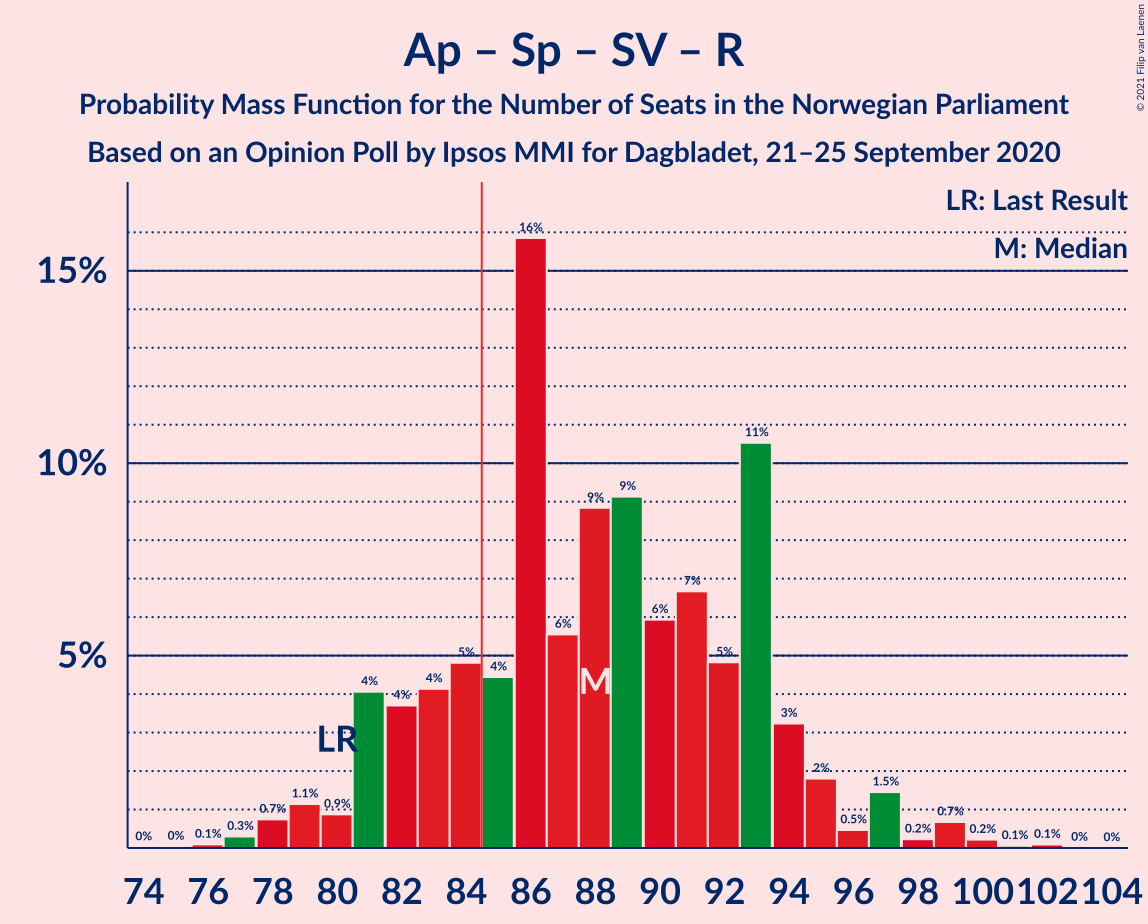 Ap – Sp – SV – R
Probability Mass Function for the Number of Seats in the Norwegian Parliament
Based on an Opinion Poll by Ipsos MMI for Dagbladet, 21–25 September 2020
© 2021 Filip van Laenen
LR: Last Result
M: Median
15%
10%
5%
0% 0% 0.1% 0.3% 0.7% 1.1% 0.9% 4% 4% 4% 5% 4% 16% 6% 9% 9% 6% 7% 5% 11% 3% 2% 0.5% 1.5% 0.2% 0.7% 0.2% 0.1% 0.1% 0% 0%
LR
M
74 76 78 80 82 84 86 88 90 92 94 96 98 100 102 104